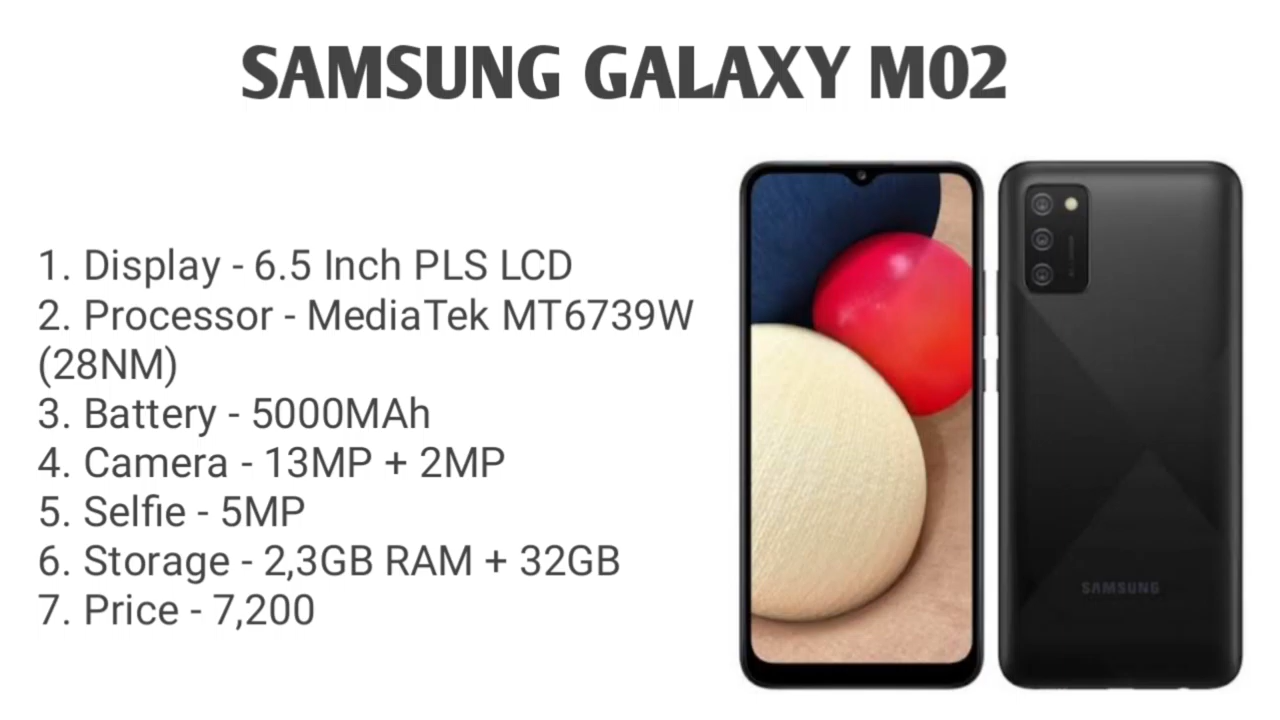 SAMSUNG GALAXY M02
1. Display - 6.5 Inch PLS LCD
2. Processor - MediaTek MT6739W
(28NM)
3. Battery - 5000MAh
4. Camera - 13MP + 2MP
5. Selfie - 5MP
6. Storage - 2,3GB RAM + 32GB
7. Price - 7,200
SAMSUNG